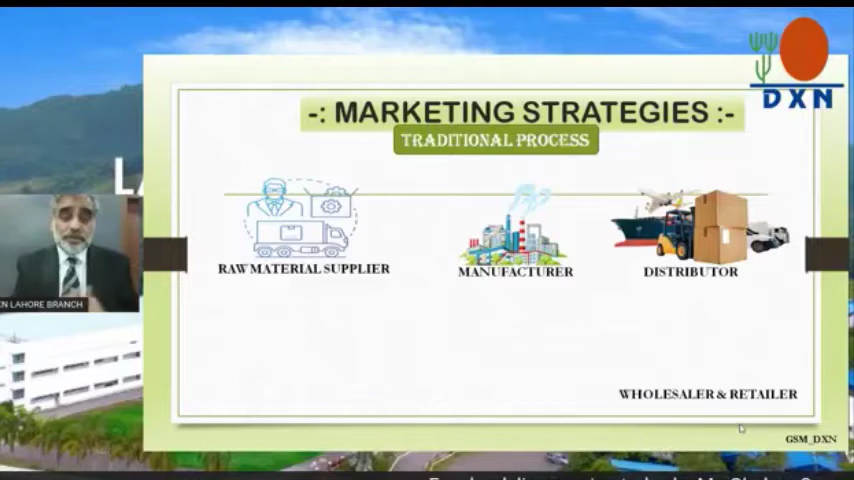 DXN
-: MARKETING STRATEGIES :-
TRADITIONAL PROCESS
RAW MATERIAL SUPPLIER
MANUFACTURER
DISTRIBUTOR
LAHORE BRANCH
WHOLESALER & RETAILER
GSM_DXN